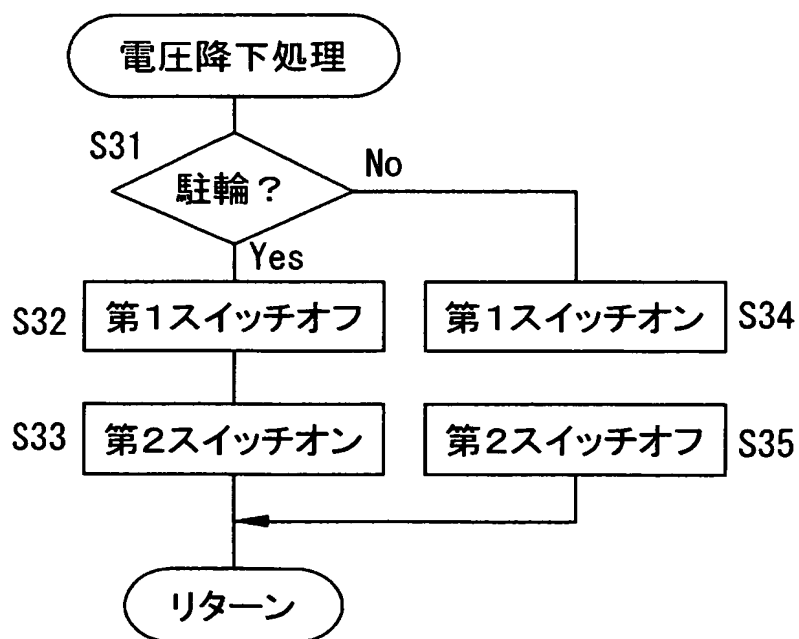 電圧降下処理
S31
駐輪？
No
Yes
S32
第１スイッチオフ
第１スイッチオン
S34
S33
第２スイッチオン
第２スイッチオフ
S35
リターン